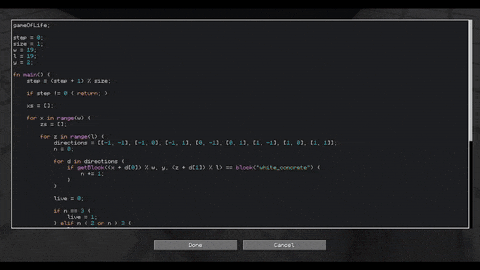 gameOfLife;
step = 0;
size = 1;
w = 19;
l = 19;
y = 2;
fn main() {
step = (step + 1) % size;
if step != 0 { return; }
xs = [];
for x in range(w) {
zs = [];
for z in range(l) {
directions = [[-1, -1], [-1, 0], [-1, 1], [0, -1], [0, 1], [1, -1], [1, 0], [1, 1]];
n = 0;
for d in directions {
if getBlock((x + d[0]) % w, y, (z + d[1]) % l) == block("white_concrete") {
n += 1;
}
}
live = 0;
if n == 3 {
live = 1;
} elif n < 2 or n > 3 {
Done
Cancel